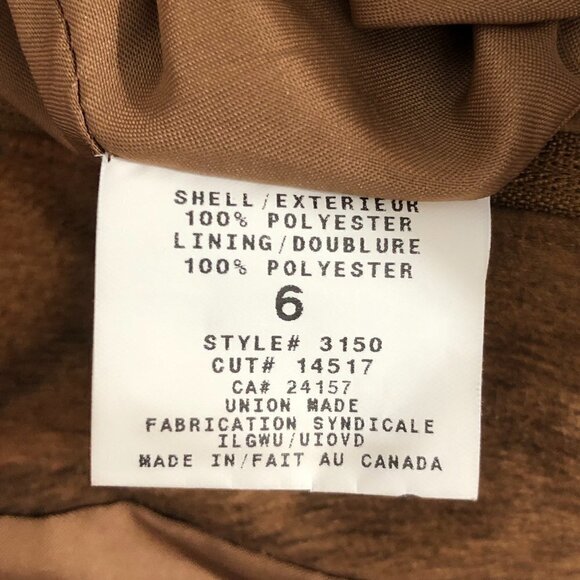 SHELL/EXTERIEUR
100% POLYESTER
LINING/DOUBLURE
100% POLYESTER
6
STYLE# 3150
CUT# 14517
CA# 24157
UNION MADE
FABRICATION SYNDICALE
ILGWU/UIOVD
MADE IN/FAIT AU CANADA